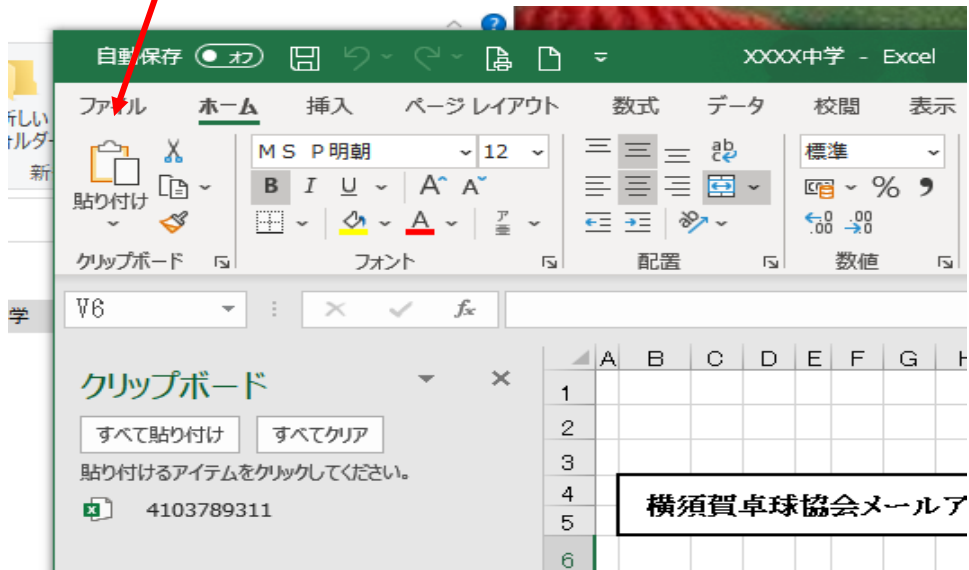 自動保存 オフ XXXX中学 - Excel
ファイル ホーム 挿入 ページ レイアウト 数式 データ 校閲 表示
新しい
ォルダー
新
貼り付け
ＭＳ Ｐ明朝 12 ab 標準
B I U A A % 9
A ア亜 .00 .00
クリップボード フォント 配置 数値
学
V6 fx
クリップボード
A B C D E F G H
すべて貼り付け すべてクリア
貼り付けるアイテムをクリックしてください。
4103789311
1
2
3
4
5
6
横須賀卓球協会メールア